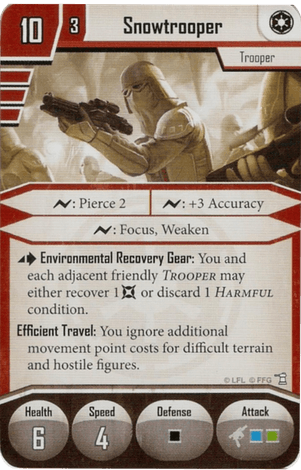 10 3 Snowtrooper
Trooper
: Pierce 2
: +3 Accuracy
: Focus, Weaken
Environmental Recovery Gear: You and
each adjacent friendly TROOPER may
either recover 1 or discard 1 HARMFUL
condition.
Efficient Travel: You ignore additional
movement point costs for difficult terrain
and hostile figures.
© LFL © FFG
Health Speed Defense Attack
6 4